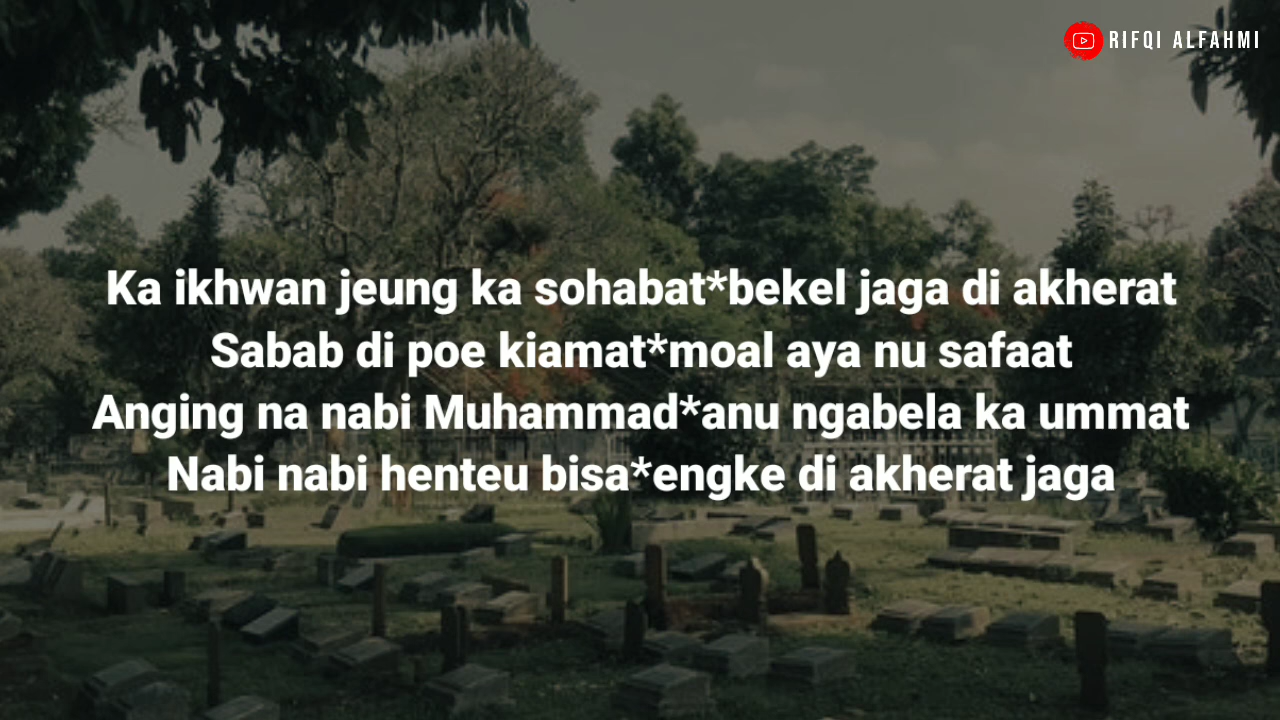 RIFQI ALFAHMI
Ka ikhwan jeung ka sohabat*bekel jaga di akherat
Sabab di poe kiamat*moal aya nu safaat
Anging na nabi Muhammad*anu ngabela ka ummat
Nabi nabi henteu bisa*engke di akherat jaga